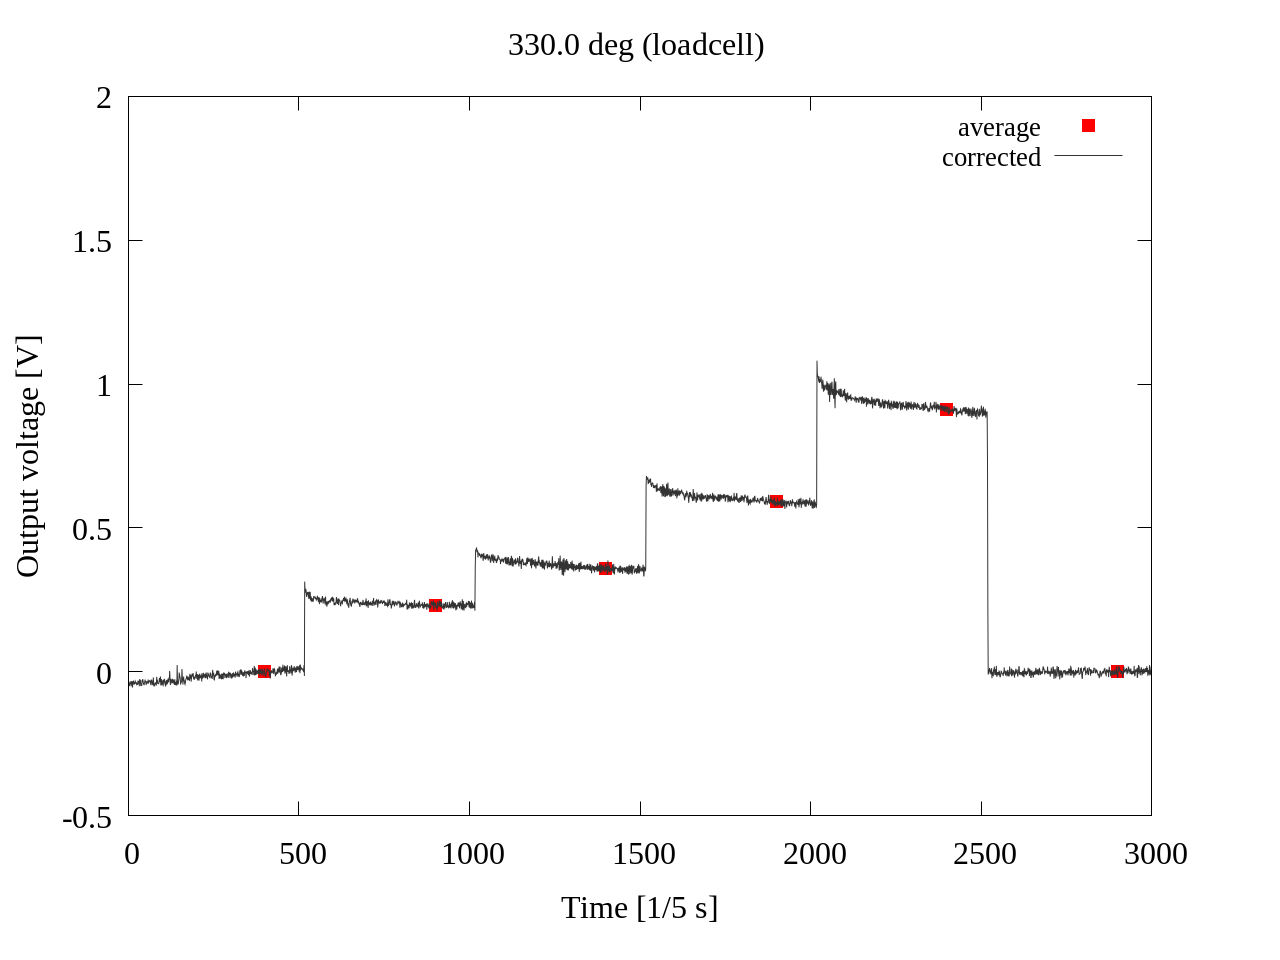 330.0 deg (loadcell)
2
average
corrected
1.5
1
0.5
0
-0.5
Output voltage [V]
0 500 1000 1500 2000 2500 3000
Time [1/5 s]